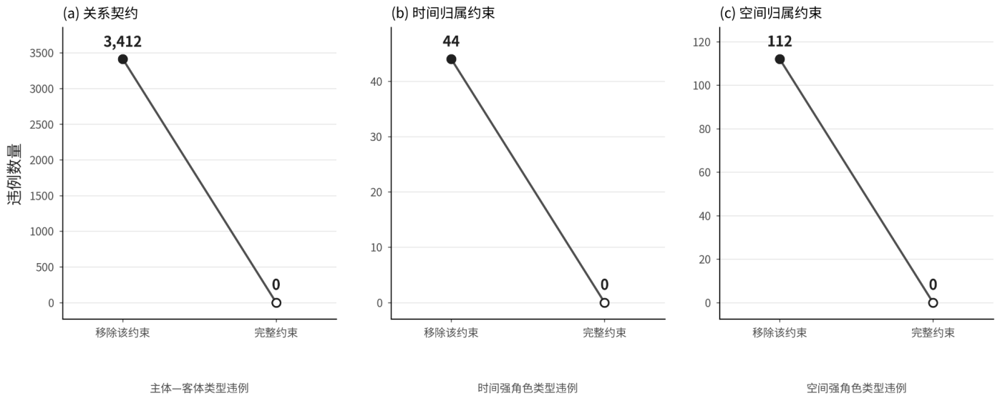 (a) 关系契约
(b) 时间归属约束
(c) 空间归属约束
违例数量
3,412
3500
3000
2500
2000
1500
1000
500
0
0
移除该约束
完整约束
主体—客体类型违例
44
40
30
20
10
0
0
移除该约束
完整约束
时间强角色类型违例
112
120
100
80
60
40
20
0
0
移除该约束
完整约束
空间强角色类型违例